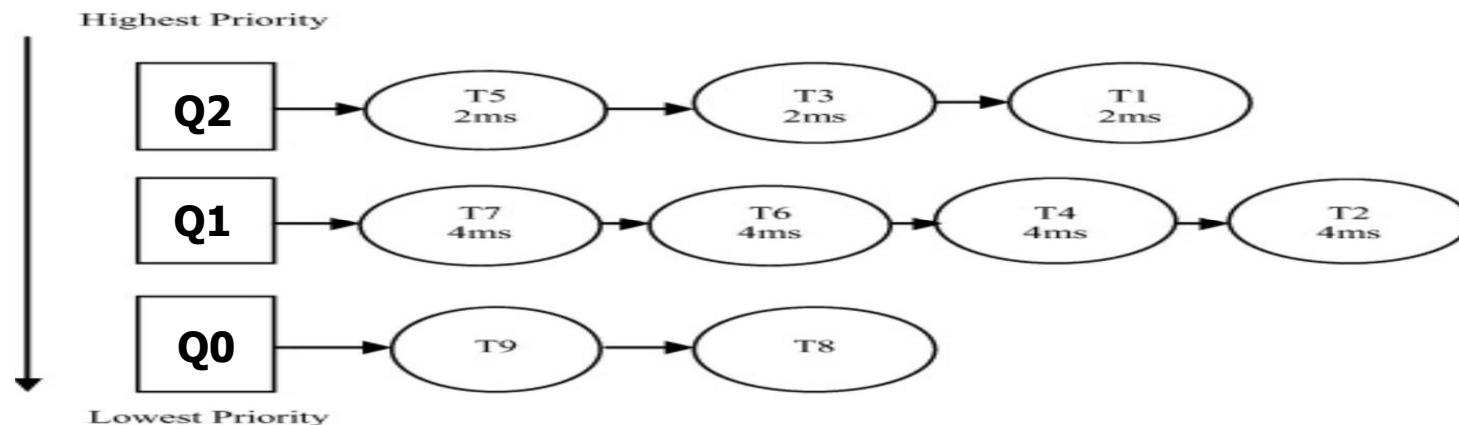 Highest Priority
Q2
T5
2ms
T3
2ms
T1
2ms
Q1
T7
4ms
T6
4ms
T4
4ms
T2
4ms
Q0
T9
T8
Lowest Priority